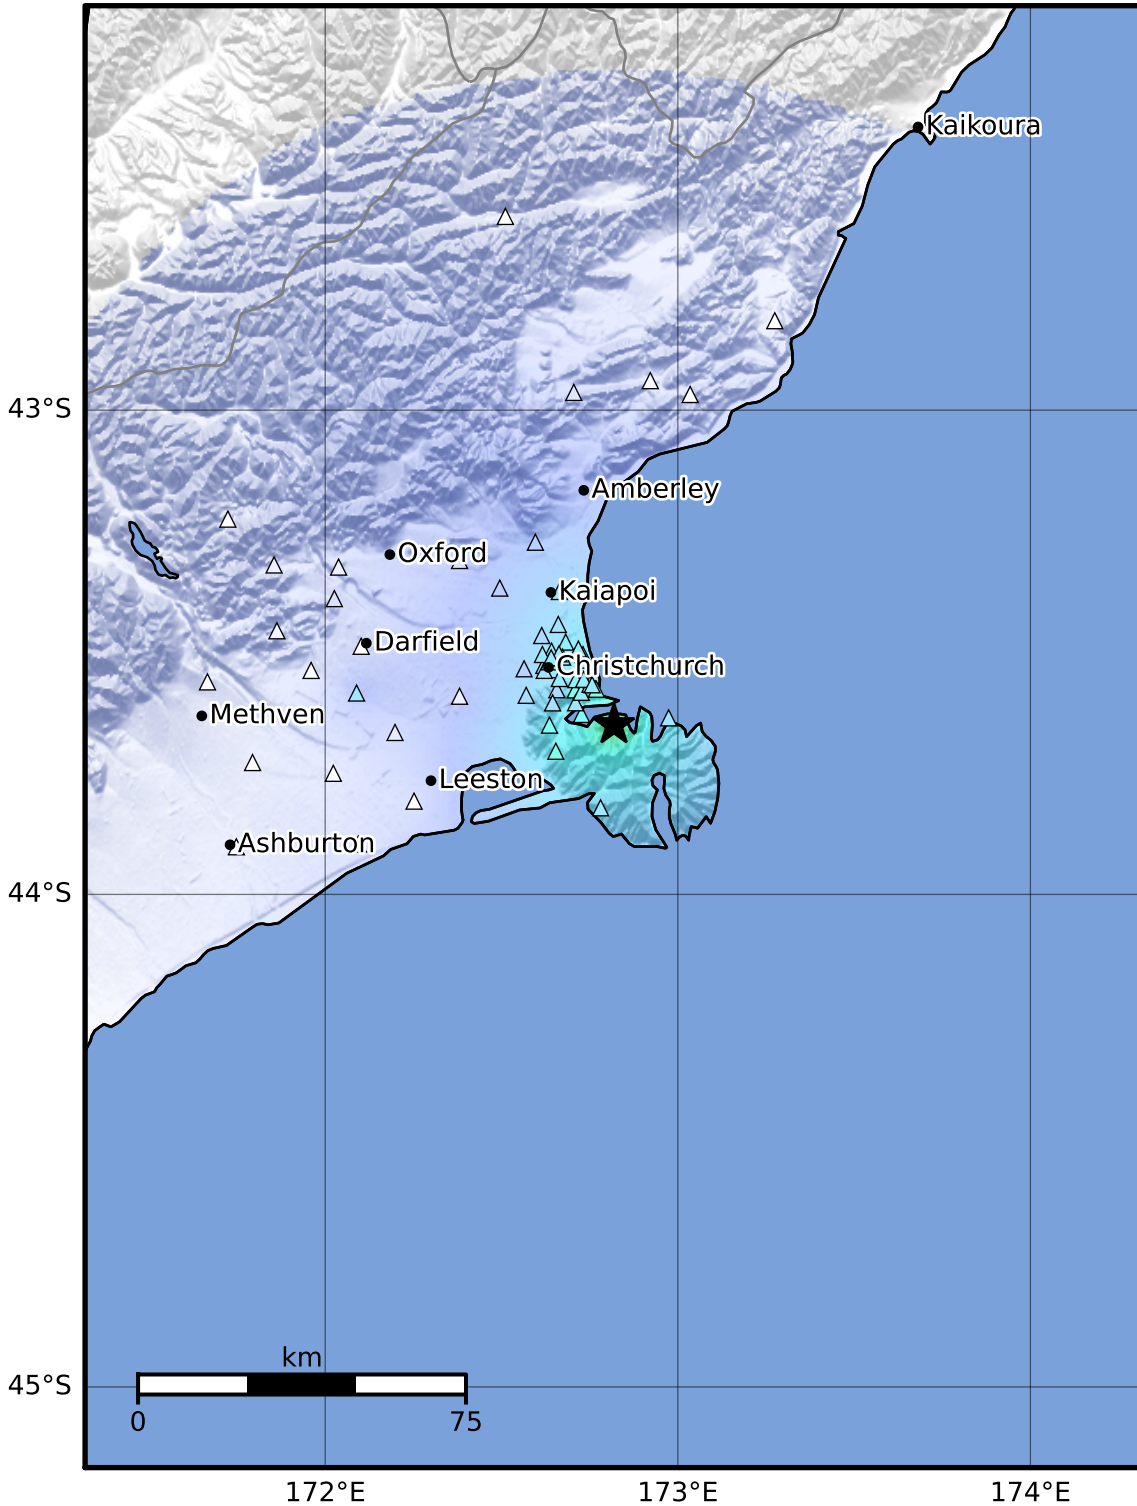 Kaikoura
43°S
Amberley
Oxford
Kaiapoi
Darfield
Christchurch
Methven
Leeston
Ashburton
44°S
km
0
75
45°S
172°E
173°E
174°E